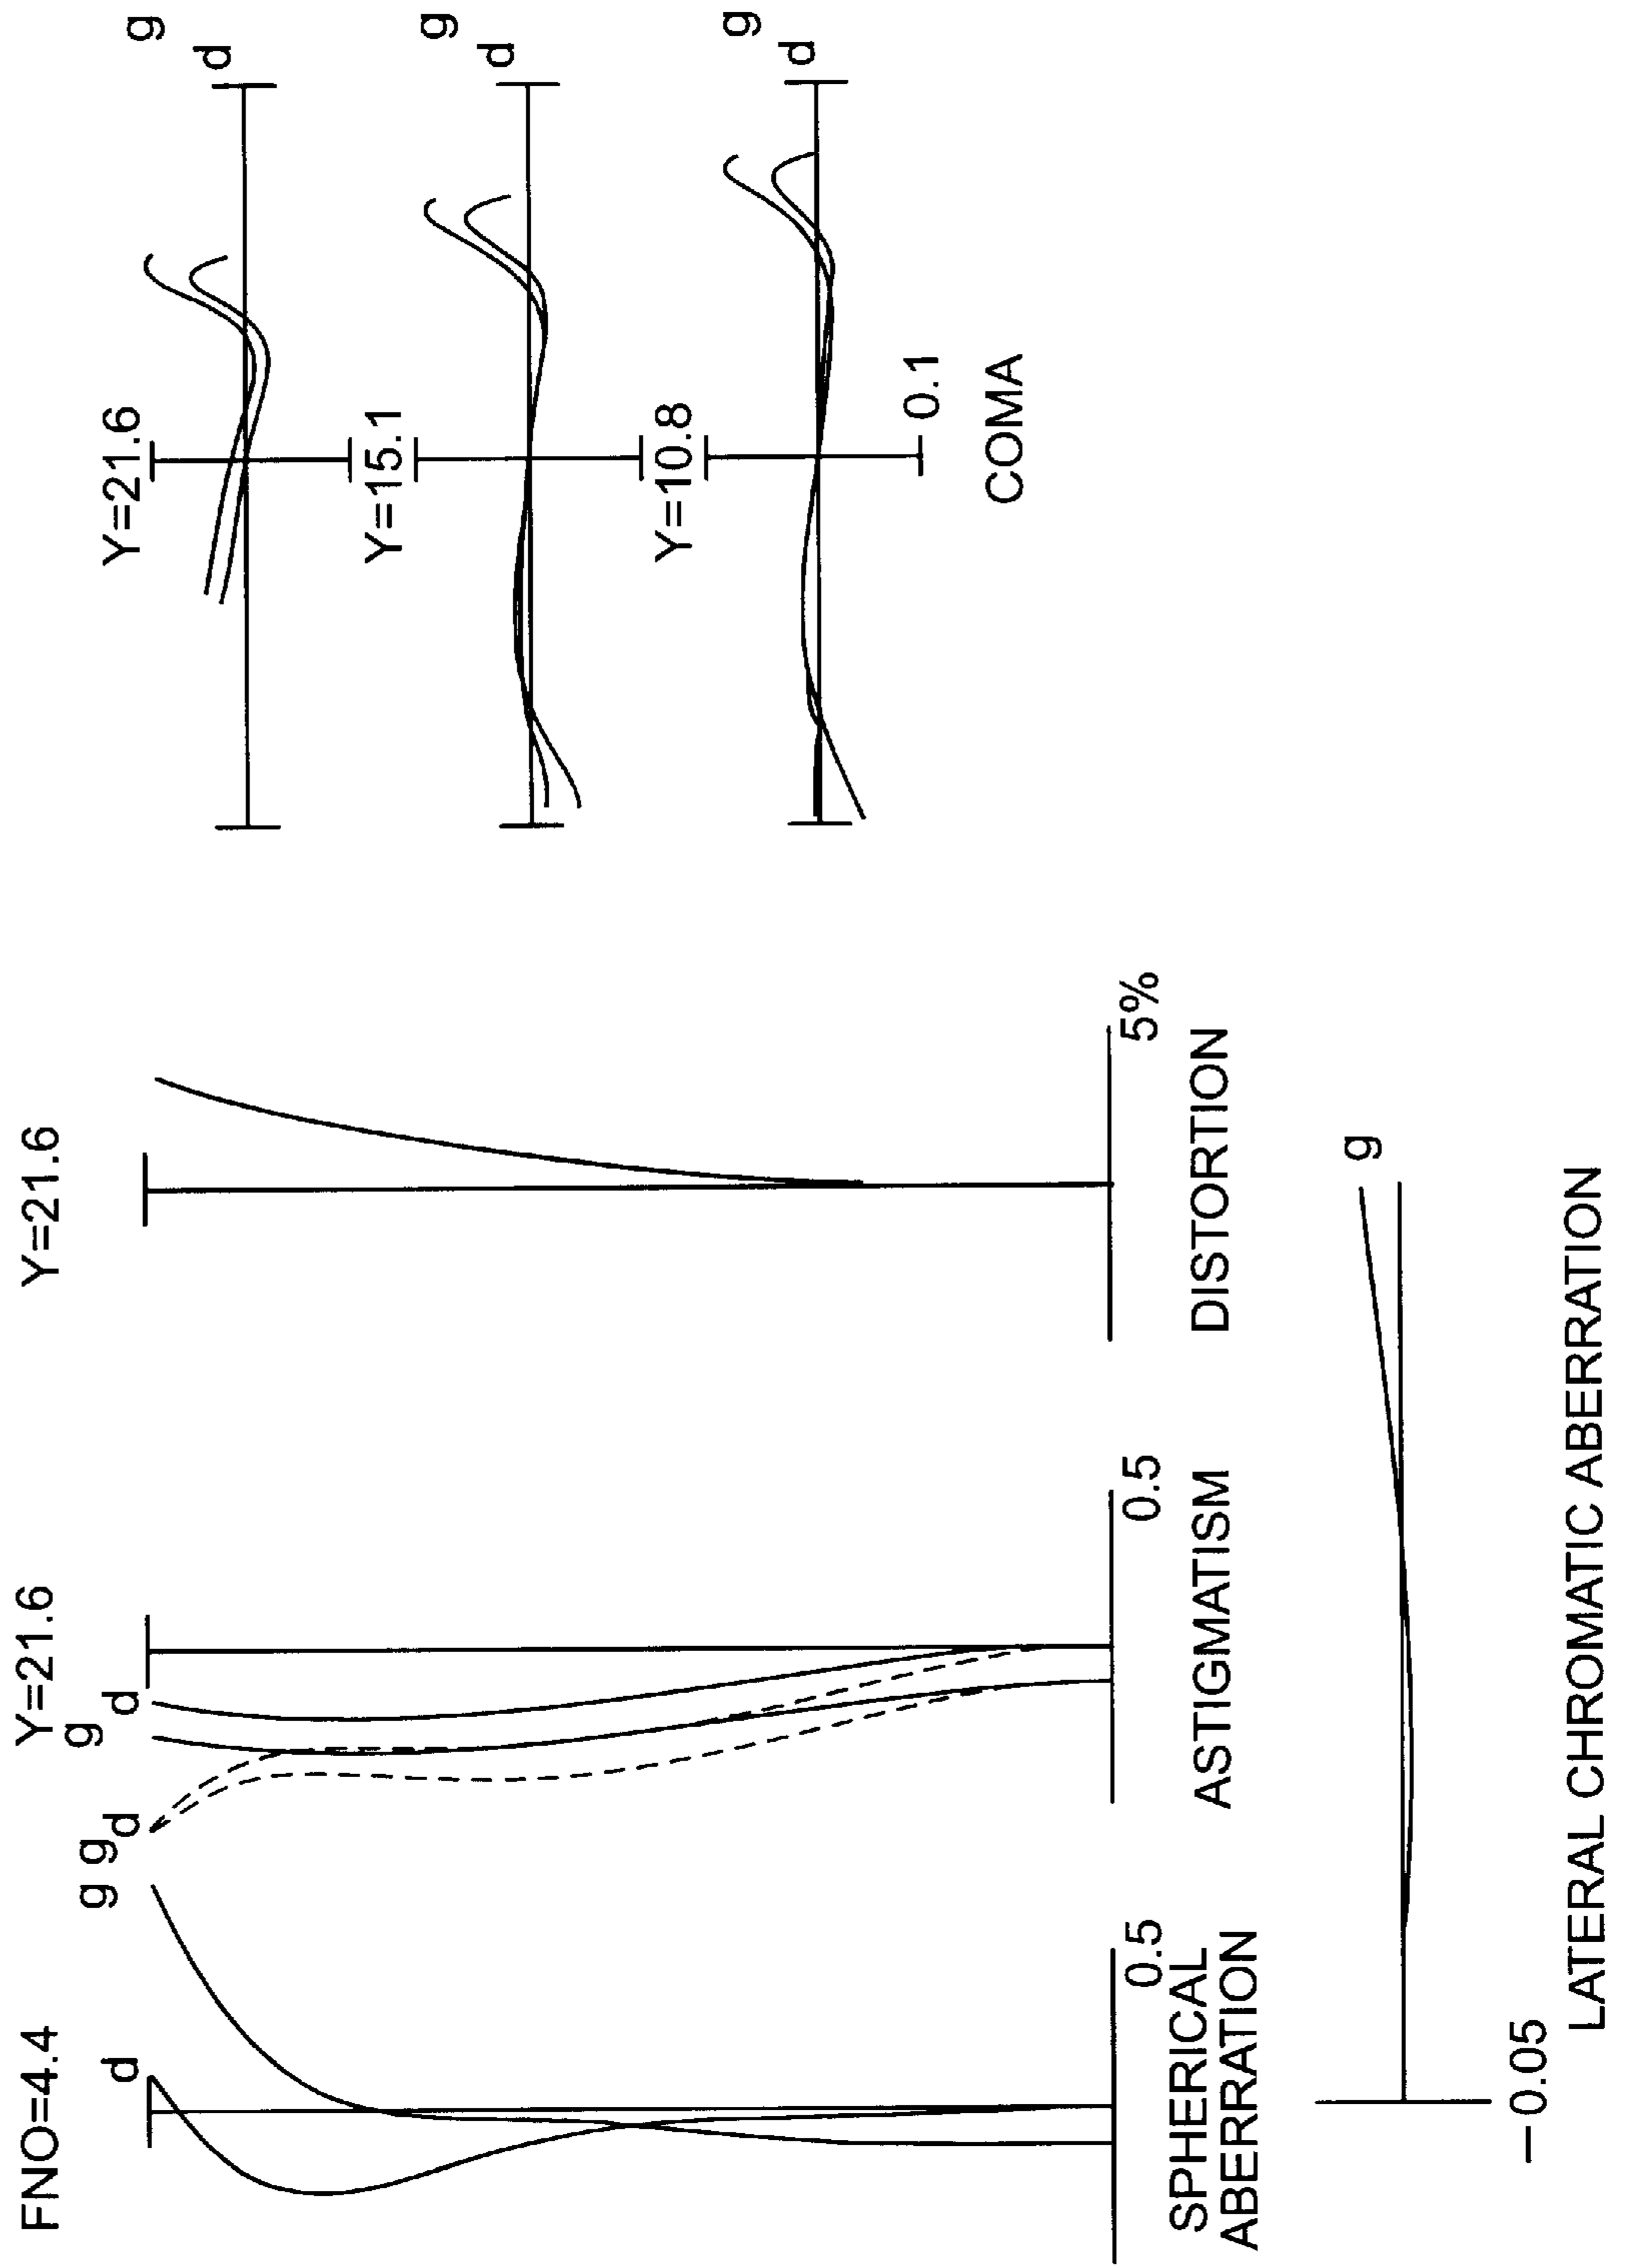 FNO=4.4
d
g
SPHERICAL
ABERRATION
0.5
Y=21.6
g
d
g
d
0.5
ASTIGMATISM
Y=21.6
5%
DISTORTION
g
−0.05
LATERAL CHROMATIC ABERRATION
Y=21.6
g
d
Y=15.1
g
d
Y=10.8
g
d
0.1
COMA